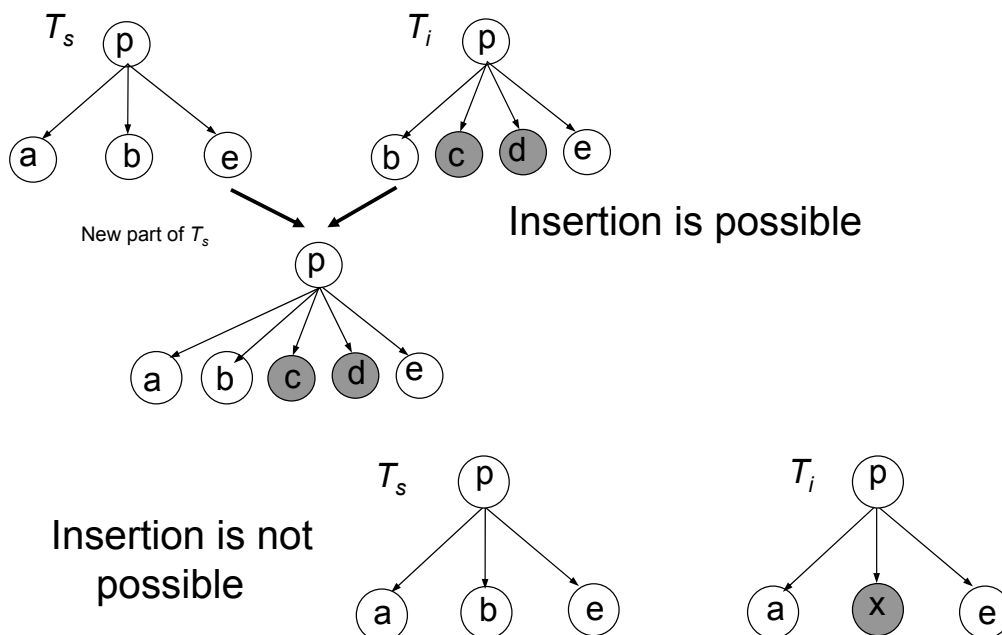 T_s p T_i p
a b e b c d e
Insertion is possible
New part of T_s
p
a b c d e
T_s p T_i p
Insertion is not
possible
a b e a x e